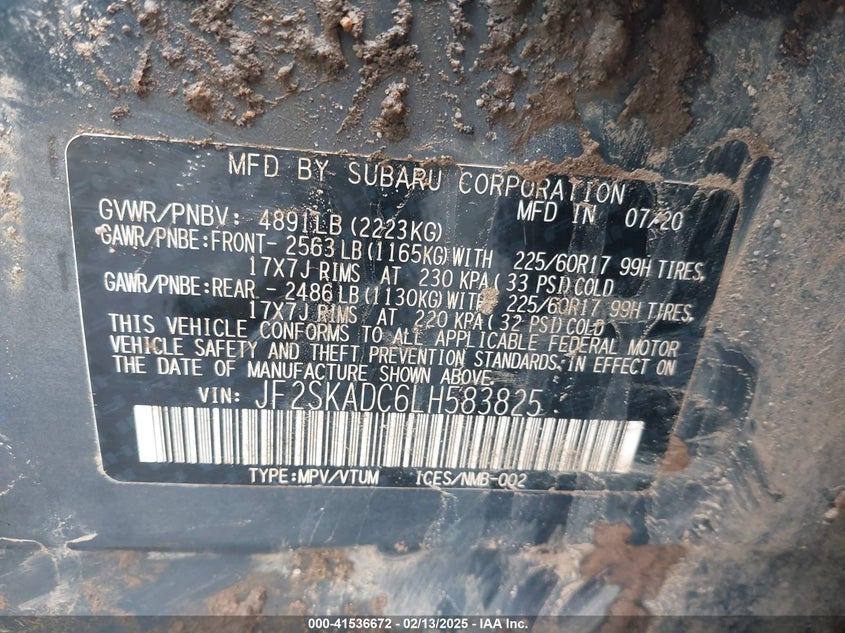 MFD BY SUBARU CORPORATION
GVWR/PNBV: 4891LB (2223KG) MFD IN 07/20
GAWR/PNBE:FRONT- 2563 LB (1165KG) WITH 225/60R17 99H TIRES,
17X7J RIMS AT 230 KPA (33 PSI) COLD
GAWR/PNBE:REAR - 2486 LB (1130KG) WITH 225/60R17 99H TIRES,
17X7J RIMS AT 220 KPA (32 PSI) COLD
THIS VEHICLE CONFORMS TO ALL APPLICABLE FEDERAL MOTOR
VEHICLE SAFETY AND THEFT PREVENTION STANDARDS IN EFFECT ON
THE DATE OF MANUFACTURE SHOWN ABOVE.
VIN: JF2SKADC6LH583825
TYPE:MPV/VTUM ICES/NMB-002
000-41536672 - 02/13/2025 - IAA Inc.